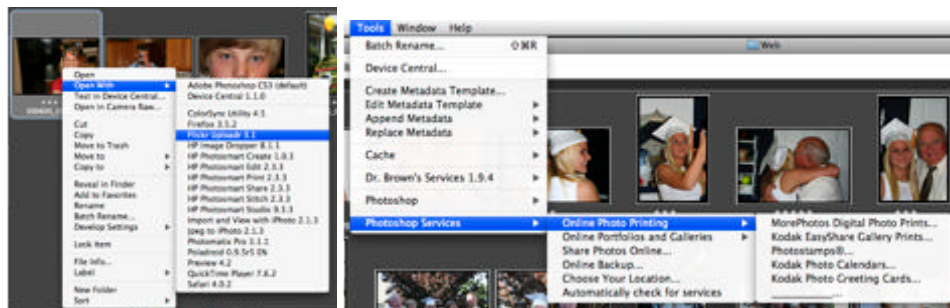 Open
Open With
Test in Device Central...
Open in Camera Raw...
Cut
Copy
Move to Trash
Move to
Copy to
Reveal in Finder
Add to Favorites
Rename
Batch Rename...
Develop Settings
Lock Item
File Info...
Label
New Folder
Sort
Adobe Photoshop CS3 (default)
Device Central 1.1.0
ColorSync Utility 4.5
Firefox 3.5.2
Flickr Uploadr 3.1
HP Image Dropper 8.1.1
HP Photosmart Create 1.0.3
HP Photosmart Edit 2.3.3
HP Photosmart Print 2.3.3
HP Photosmart Share 2.3.3
HP Photosmart Stitch 2.3.3
HP Photosmart Studio 9.1.3
Import and View with iPhoto 2.1.3
Jpeg to iPhoto 2.1.3
Photomatix Pro 3.1.1
Poladroid 0.9.5r5 EN
Preview 4.2
QuickTime Player 7.6.2
Safari 4.0.2
Tools Window Help
Web
Batch Rename... ⇧⌘R
Device Central...
Create Metadata Template...
Edit Metadata Template
Append Metadata
Replace Metadata
Cache
Dr. Brown's Services 1.9.4
Photoshop
Photoshop Services
Online Photo Printing
Online Portfolios and Galleries
Share Photos Online...
Online Backup...
Choose Your Location...
Automatically check for services
MorePhotos Digital Photo Prints...
Kodak EasyShare Gallery Prints...
Photostamps®...
Kodak Photo Calendars...
Kodak Photo Greeting Cards...